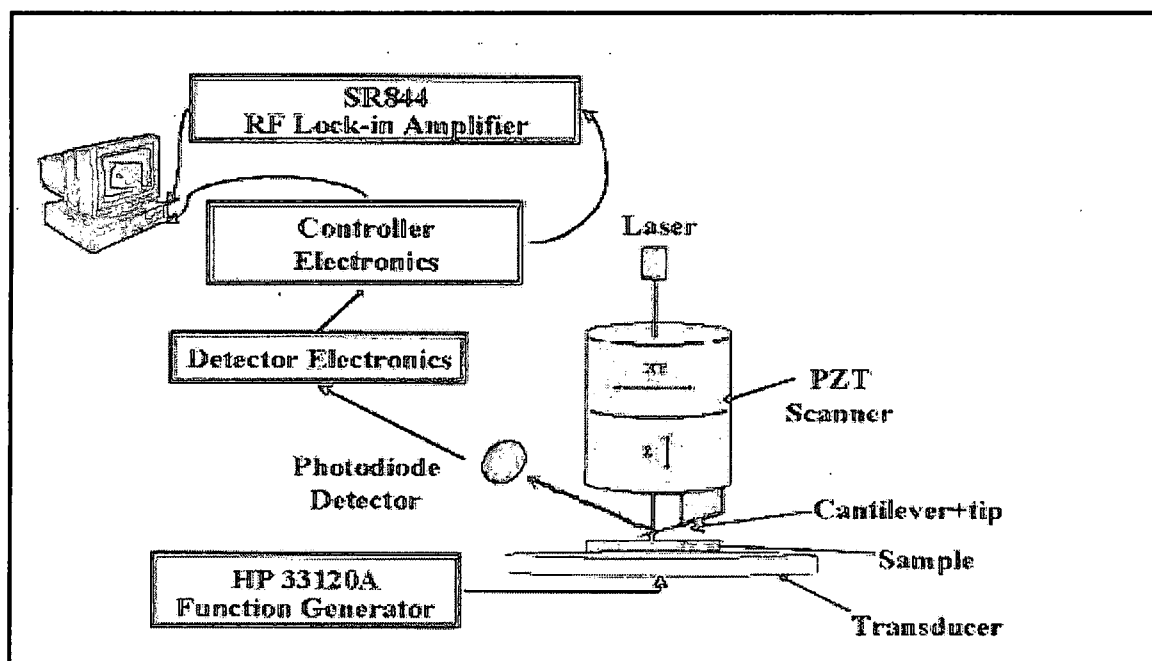 SR844
RF Lock-in Amplifier
Controller
Electronics
Laser
Detector Electronics
PZT
Scanner
Photodiode
Detector
Cantilever+tip
Sample
HP 33120A
Function Generator
Transducer